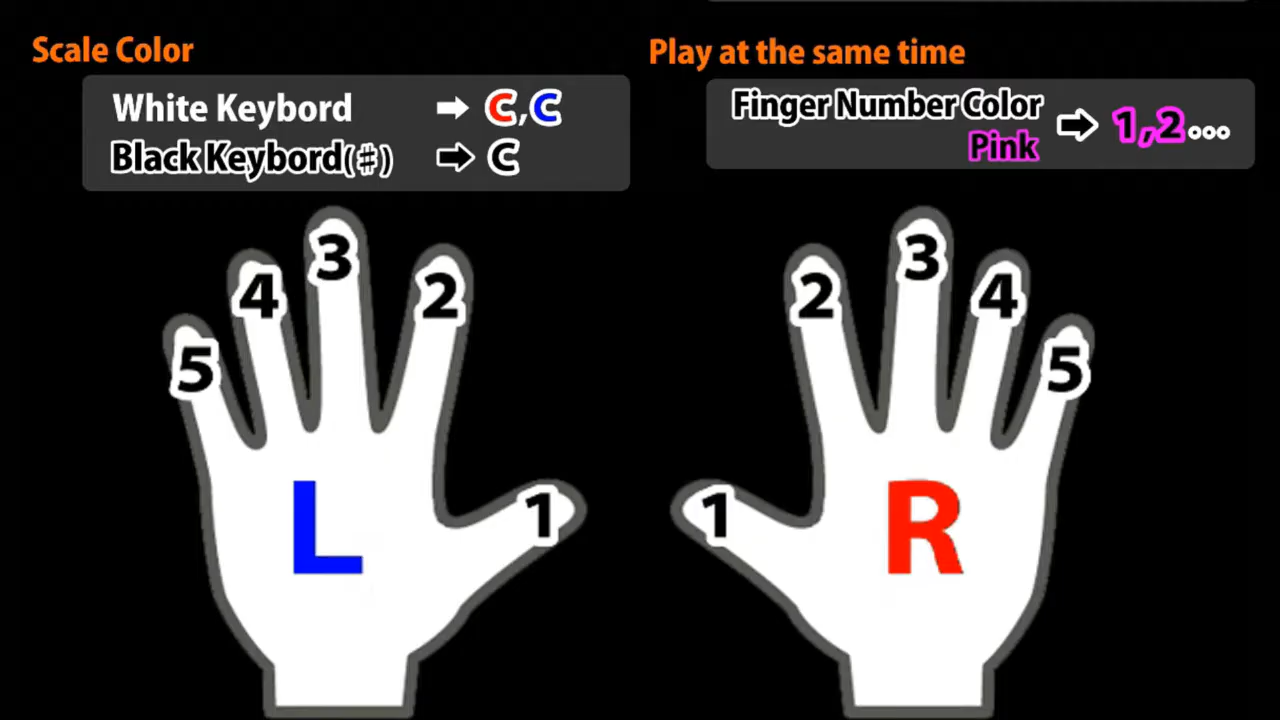 Scale Color
White Keybord ➡ C,C
Black Keybord(♯) ➡ C
Play at the same time
Finger Number Color ➡ 1,2...
Pink
3
4
2
5
1
L
3
2
4
5
1
R